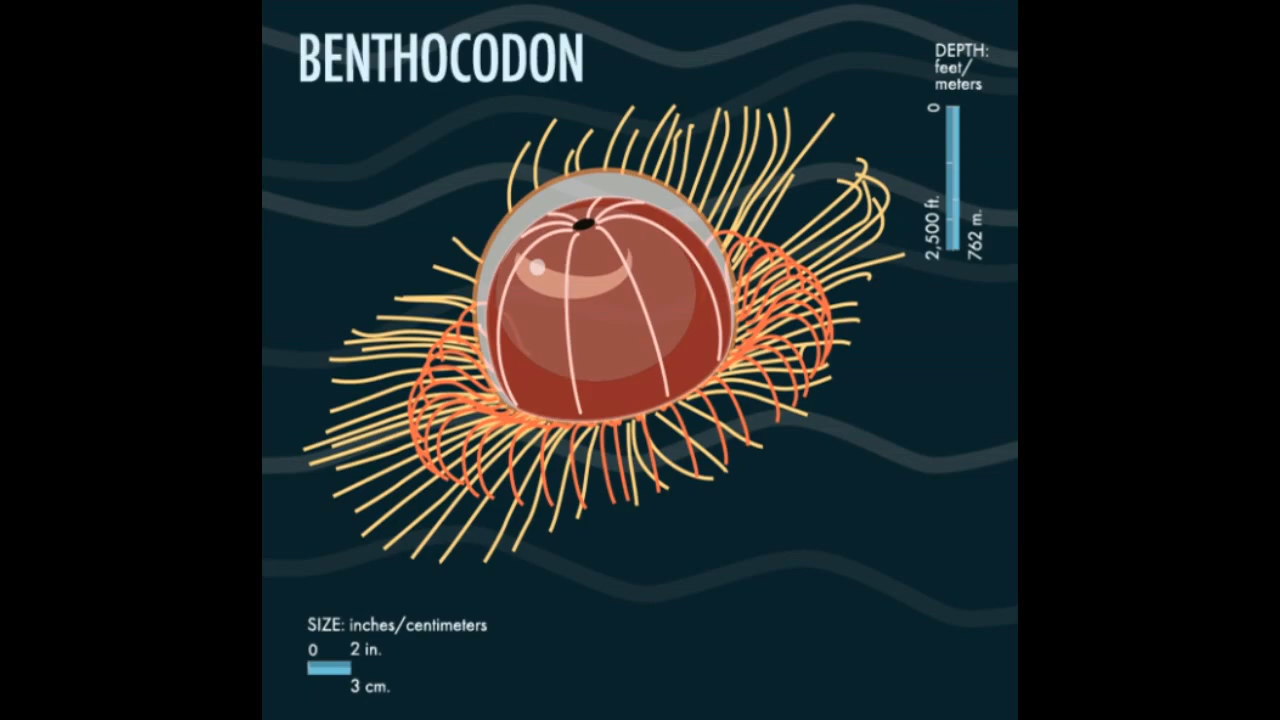 BENTHOCODON
DEPTH:
feet/
meters
0
2,500 ft.
762 m.
SIZE: inches/centimeters
0 2 in.
3 cm.